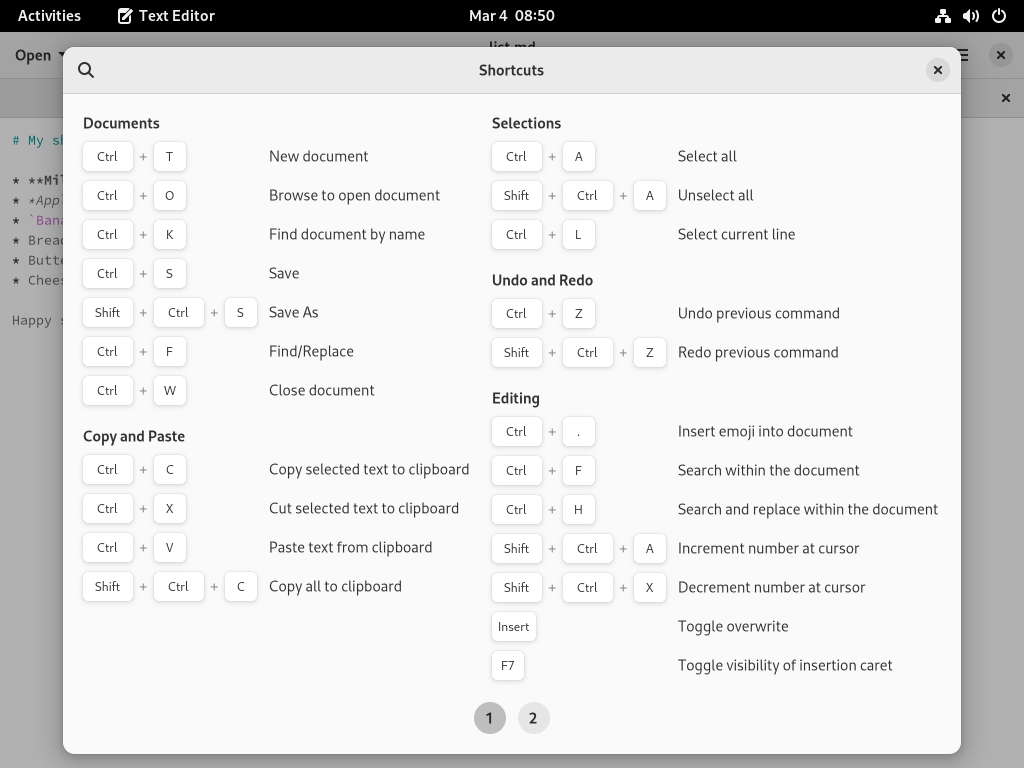 Activities Text Editor Mar 4 08:50
Open
Shortcuts
# My
* **Mil
* *Appl
* `Bana
* Bread
* Butte
* Chees
Happy
Documents
Ctrl + T New document
Ctrl + O Browse to open document
Ctrl + K Find document by name
Ctrl + S Save
Shift + Ctrl + S Save As
Ctrl + F Find/Replace
Ctrl + W Close document
Copy and Paste
Ctrl + C Copy selected text to clipboard
Ctrl + X Cut selected text to clipboard
Ctrl + V Paste text from clipboard
Shift + Ctrl + C Copy all to clipboard
Selections
Ctrl + A Select all
Shift + Ctrl + A Unselect all
Ctrl + L Select current line
Undo and Redo
Ctrl + Z Undo previous command
Shift + Ctrl + Z Redo previous command
Editing
Ctrl + . Insert emoji into document
Ctrl + F Search within the document
Ctrl + H Search and replace within the document
Shift + Ctrl + A Increment number at cursor
Shift + Ctrl + X Decrement number at cursor
Insert Toggle overwrite
F7 Toggle visibility of insertion caret
1 2